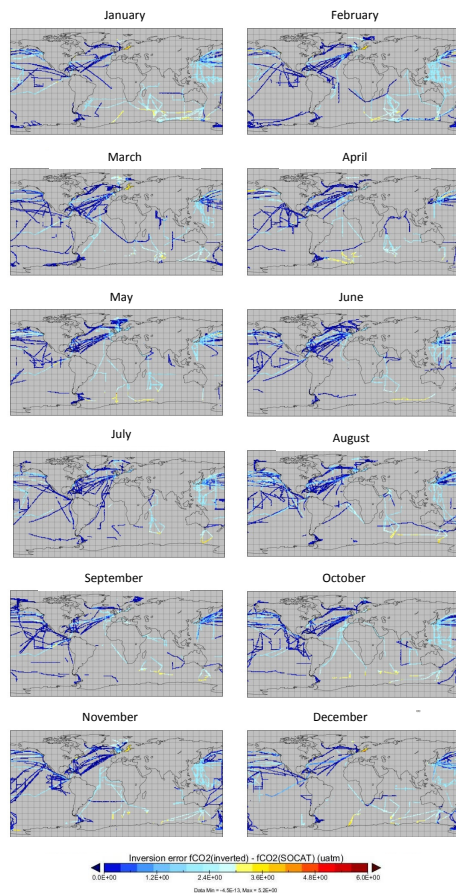 January February
March April
May June
July August
September October
November December
Inversion error fCO2(inverted) - fCO2(SOCAT) (uatm)
0.0E+00 1.2E+00 2.4E+00 3.6E+00 4.8E+00 6.0E+00
Data Min = -4.5E-13, Max = 5.2E+00